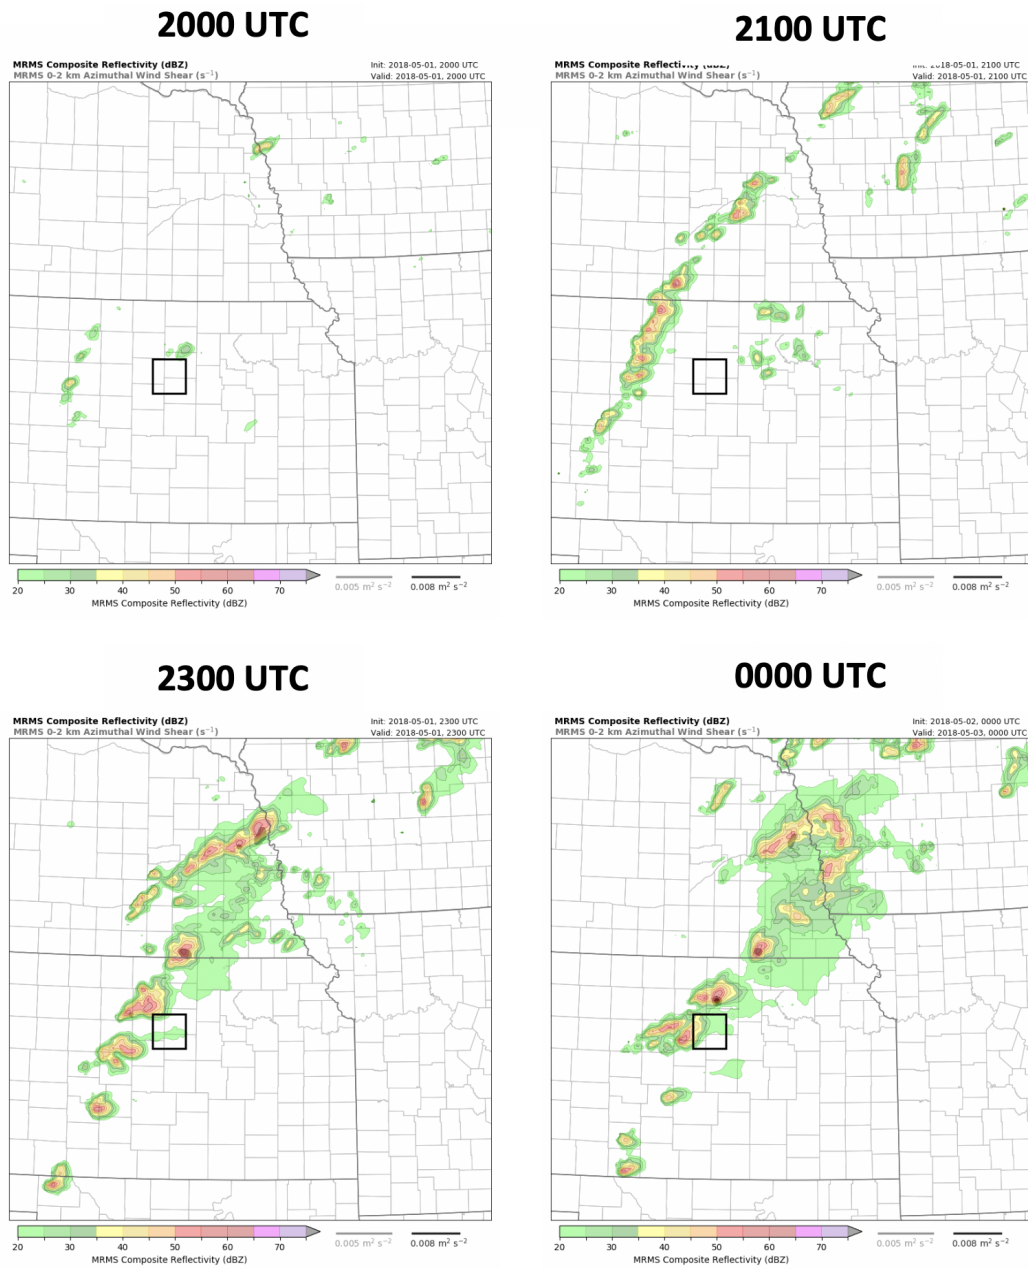 2000 UTC
MRMS Composite Reflectivity (dBZ)
Init: 2018-05-01, 2000 UTC
MRMS 0-2 km Azimuthal Wind Shear (s⁻¹)
Valid: 2018-05-01, 2000 UTC
20 30 40 50 60 70
0.005 m² s⁻² 0.008 m² s⁻²
MRMS Composite Reflectivity (dBZ)
2100 UTC
MRMS Composite Reflectivity (dBZ)
Init: 2018-05-01, 2100 UTC
MRMS 0-2 km Azimuthal Wind Shear (s⁻¹)
Valid: 2018-05-01, 2100 UTC
20 30 40 50 60 70
0.005 m² s⁻² 0.008 m² s⁻²
MRMS Composite Reflectivity (dBZ)
2300 UTC
MRMS Composite Reflectivity (dBZ)
Init: 2018-05-01, 2300 UTC
MRMS 0-2 km Azimuthal Wind Shear (s⁻¹)
Valid: 2018-05-01, 2300 UTC
20 30 40 50 60 70
0.005 m² s⁻² 0.008 m² s⁻²
MRMS Composite Reflectivity (dBZ)
0000 UTC
MRMS Composite Reflectivity (dBZ)
Init: 2018-05-02, 0000 UTC
MRMS 0-2 km Azimuthal Wind Shear (s⁻¹)
Valid: 2018-05-03, 0000 UTC
20 30 40 50 60 70
0.005 m² s⁻² 0.008 m² s⁻²
MRMS Composite Reflectivity (dBZ)